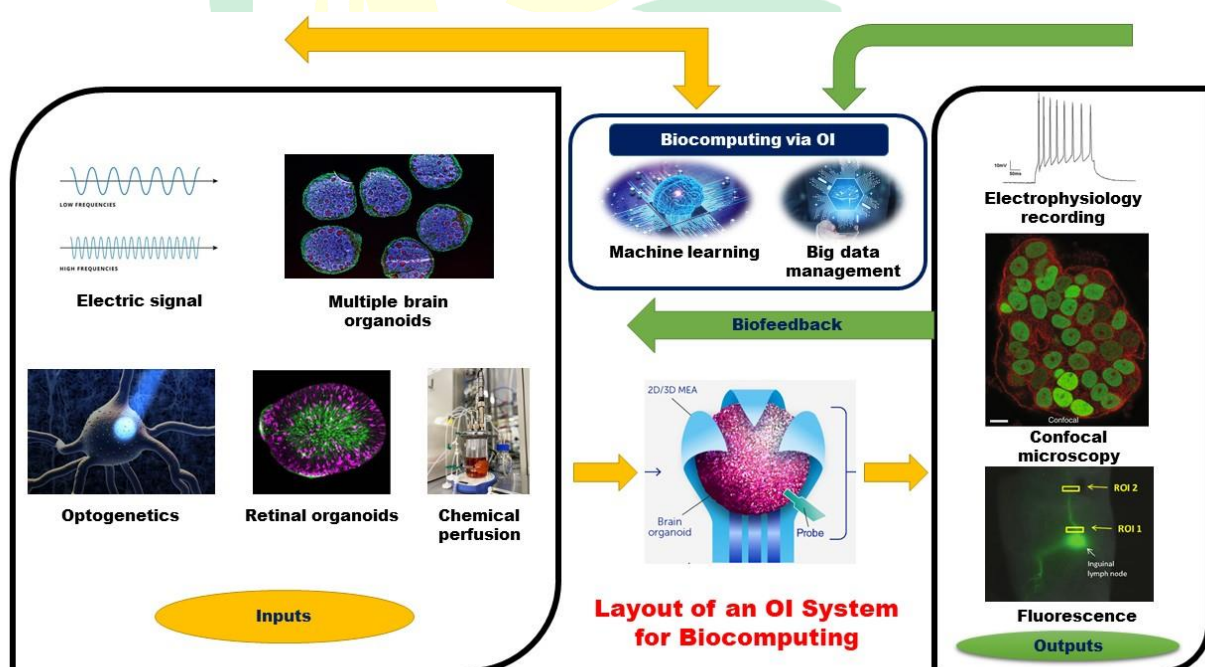 Biocomputing via OI
Machine learning
Big data
management
10mV
50ms
Electrophysiology
recording
LOW FREQUENCIES
HIGH FREQUENCIES
Electric signal
Multiple brain
organoids
Biofeedback
Confocal
Confocal
microscopy
Optogenetics
Retinal organoids
Chemical
perfusion
2D/3D MEA
Brain
organoid
Probe
ROI 2
ROI 1
Inguinal
lymph node
Fluorescence
Inputs
Layout of an OI System
for Biocomputing
Outputs